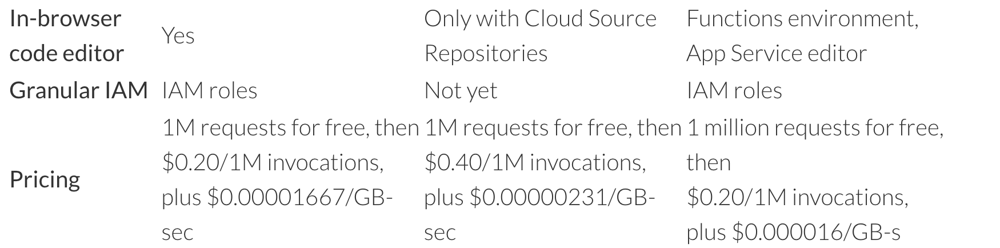 In-browser code editor
Yes
Only with Cloud Source Repositories
Functions environment, App Service editor
Granular IAM
IAM roles
Not yet
IAM roles
Pricing
1M requests for free, then
$0.20/1M invocations,
plus $0.00001667/GB-
sec
1M requests for free, then
$0.40/1M invocations,
plus $0.00000231/GB-
sec
1 million requests for free,
then
$0.20/1M invocations,
plus $0.000016/GB-s